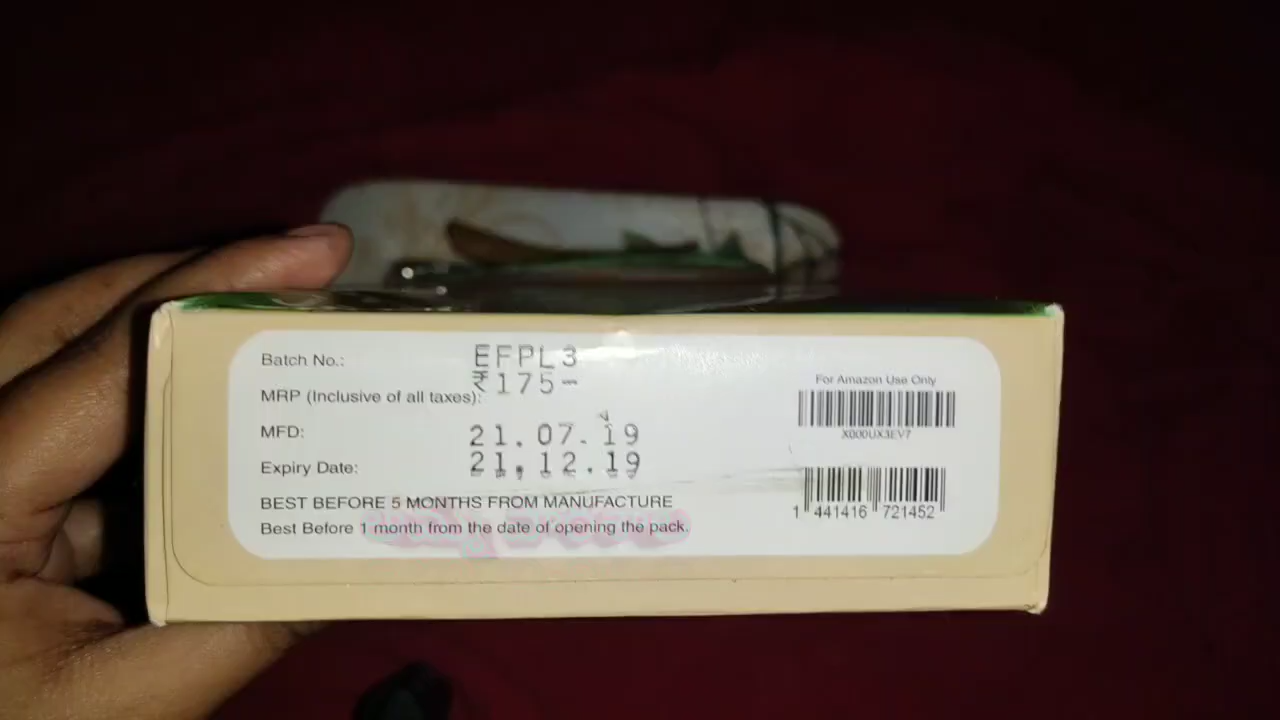 Batch No.: EFPL3
MRP (Inclusive of all taxes): ₹175-
MFD: 21.07.19
Expiry Date: 21.12.19
BEST BEFORE 5 MONTHS FROM MANUFACTURE
Best Before 1 month from the date of opening the pack.
For Amazon Use Only
X000UX3EV7
1 441416 721452